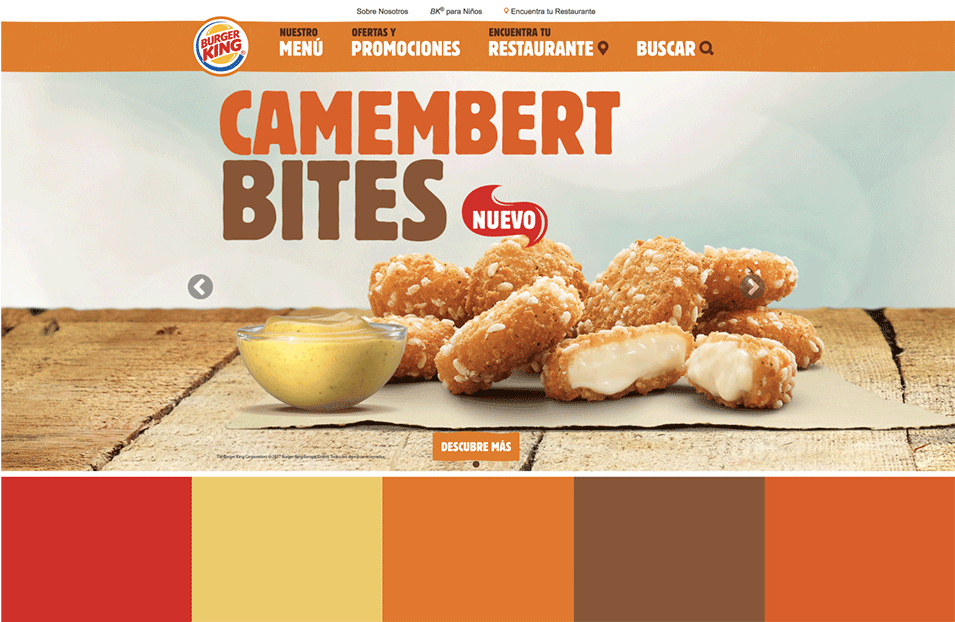 Sobre Nosotros
BK® para Niños
Encuentra tu Restaurante
BURGER
KING®
NUESTRO
MENÚ
OFERTAS Y
PROMOCIONES
ENCUENTRA TU
RESTAURANTE
BUSCAR
CAMEMBERT
BITES
NUEVO
DESCUBRE MÁS